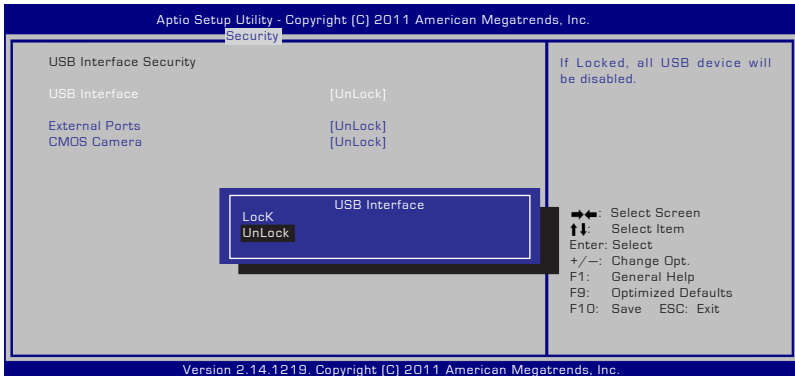 Aptio Setup Utility - Copyright (C) 2011 American Megatrends, Inc.
Security
USB Interface Security
USB Interface [UnLock]
External Ports [UnLock]
CMOS Camera [UnLock]
If Locked, all USB device will
be disabled.
USB Interface
LocK
UnLock
→←: Select Screen
↑↓: Select Item
Enter: Select
+/—: Change Opt.
F1: General Help
F9: Optimized Defaults
F10: Save ESC: Exit
Version 2.14.1219. Copyright (C) 2011 American Megatrends, Inc.